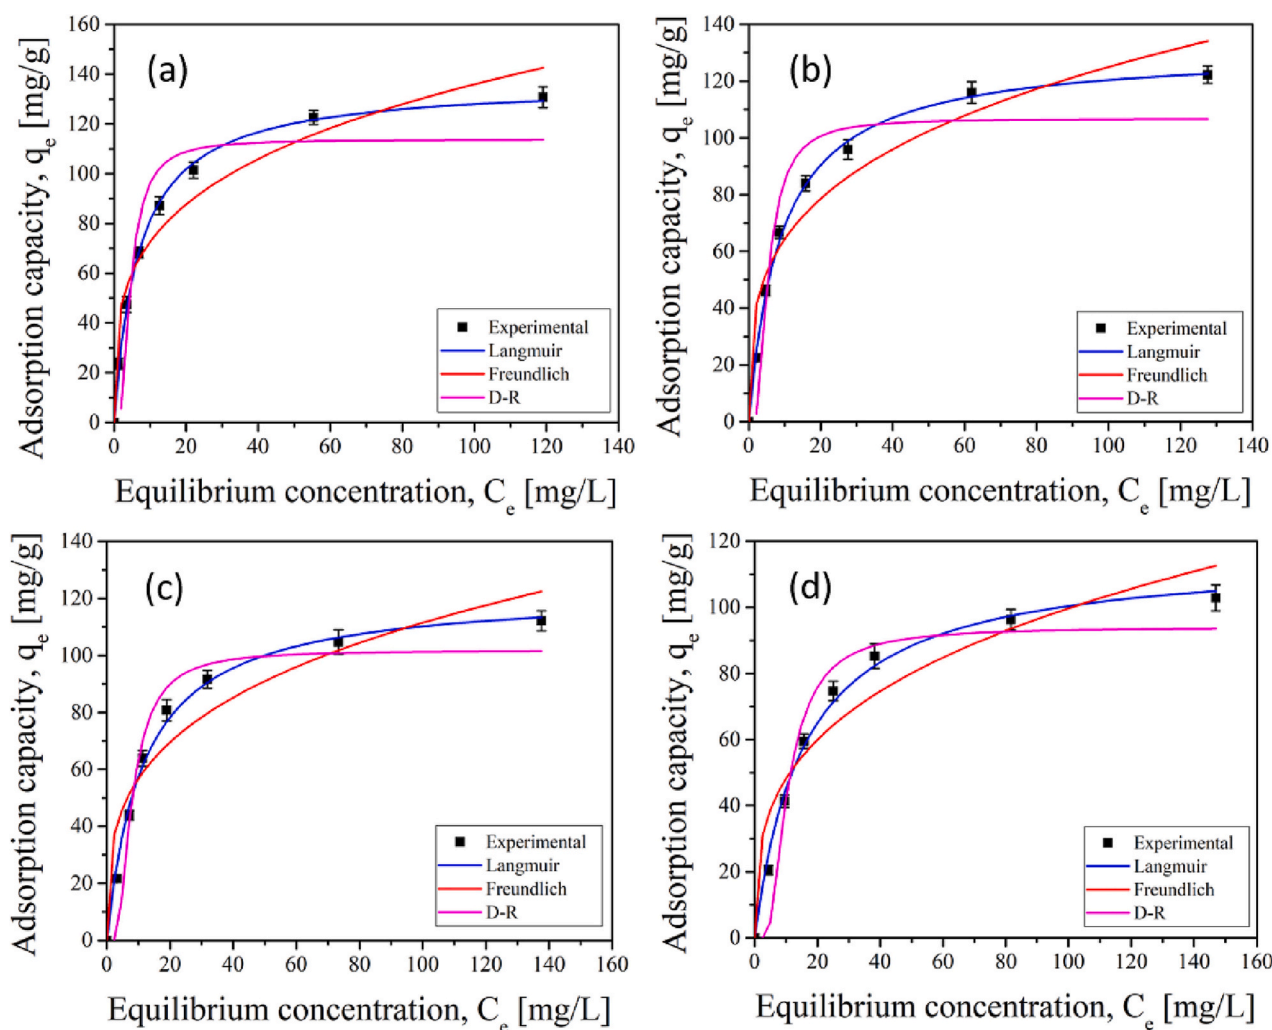 (a)
Adsorption capacity, qe [mg/g]
160
140
120
100
80
60
40
20
0
Experimental
Langmuir
Freundlich
D-R
0 20 40 60 80 100 120 140
Equilibrium concentration, Ce [mg/L]
(b)
Adsorption capacity, qe [mg/g]
140
120
100
80
60
40
20
0
Experimental
Langmuir
Freundlich
D-R
0 20 40 60 80 100 120 140
Equilibrium concentration, Ce [mg/L]
(c)
Adsorption capacity, qe [mg/g]
140
120
100
80
60
40
20
0
Experimental
Langmuir
Freundlich
D-R
0 20 40 60 80 100 120 140 160
Equilibrium concentration, Ce [mg/L]
(d)
Adsorption capacity, qe [mg/g]
120
100
80
60
40
20
0
Experimental
Langmuir
Freundlich
D-R
0 20 40 60 80 100 120 140 160
Equilibrium concentration, Ce [mg/L]